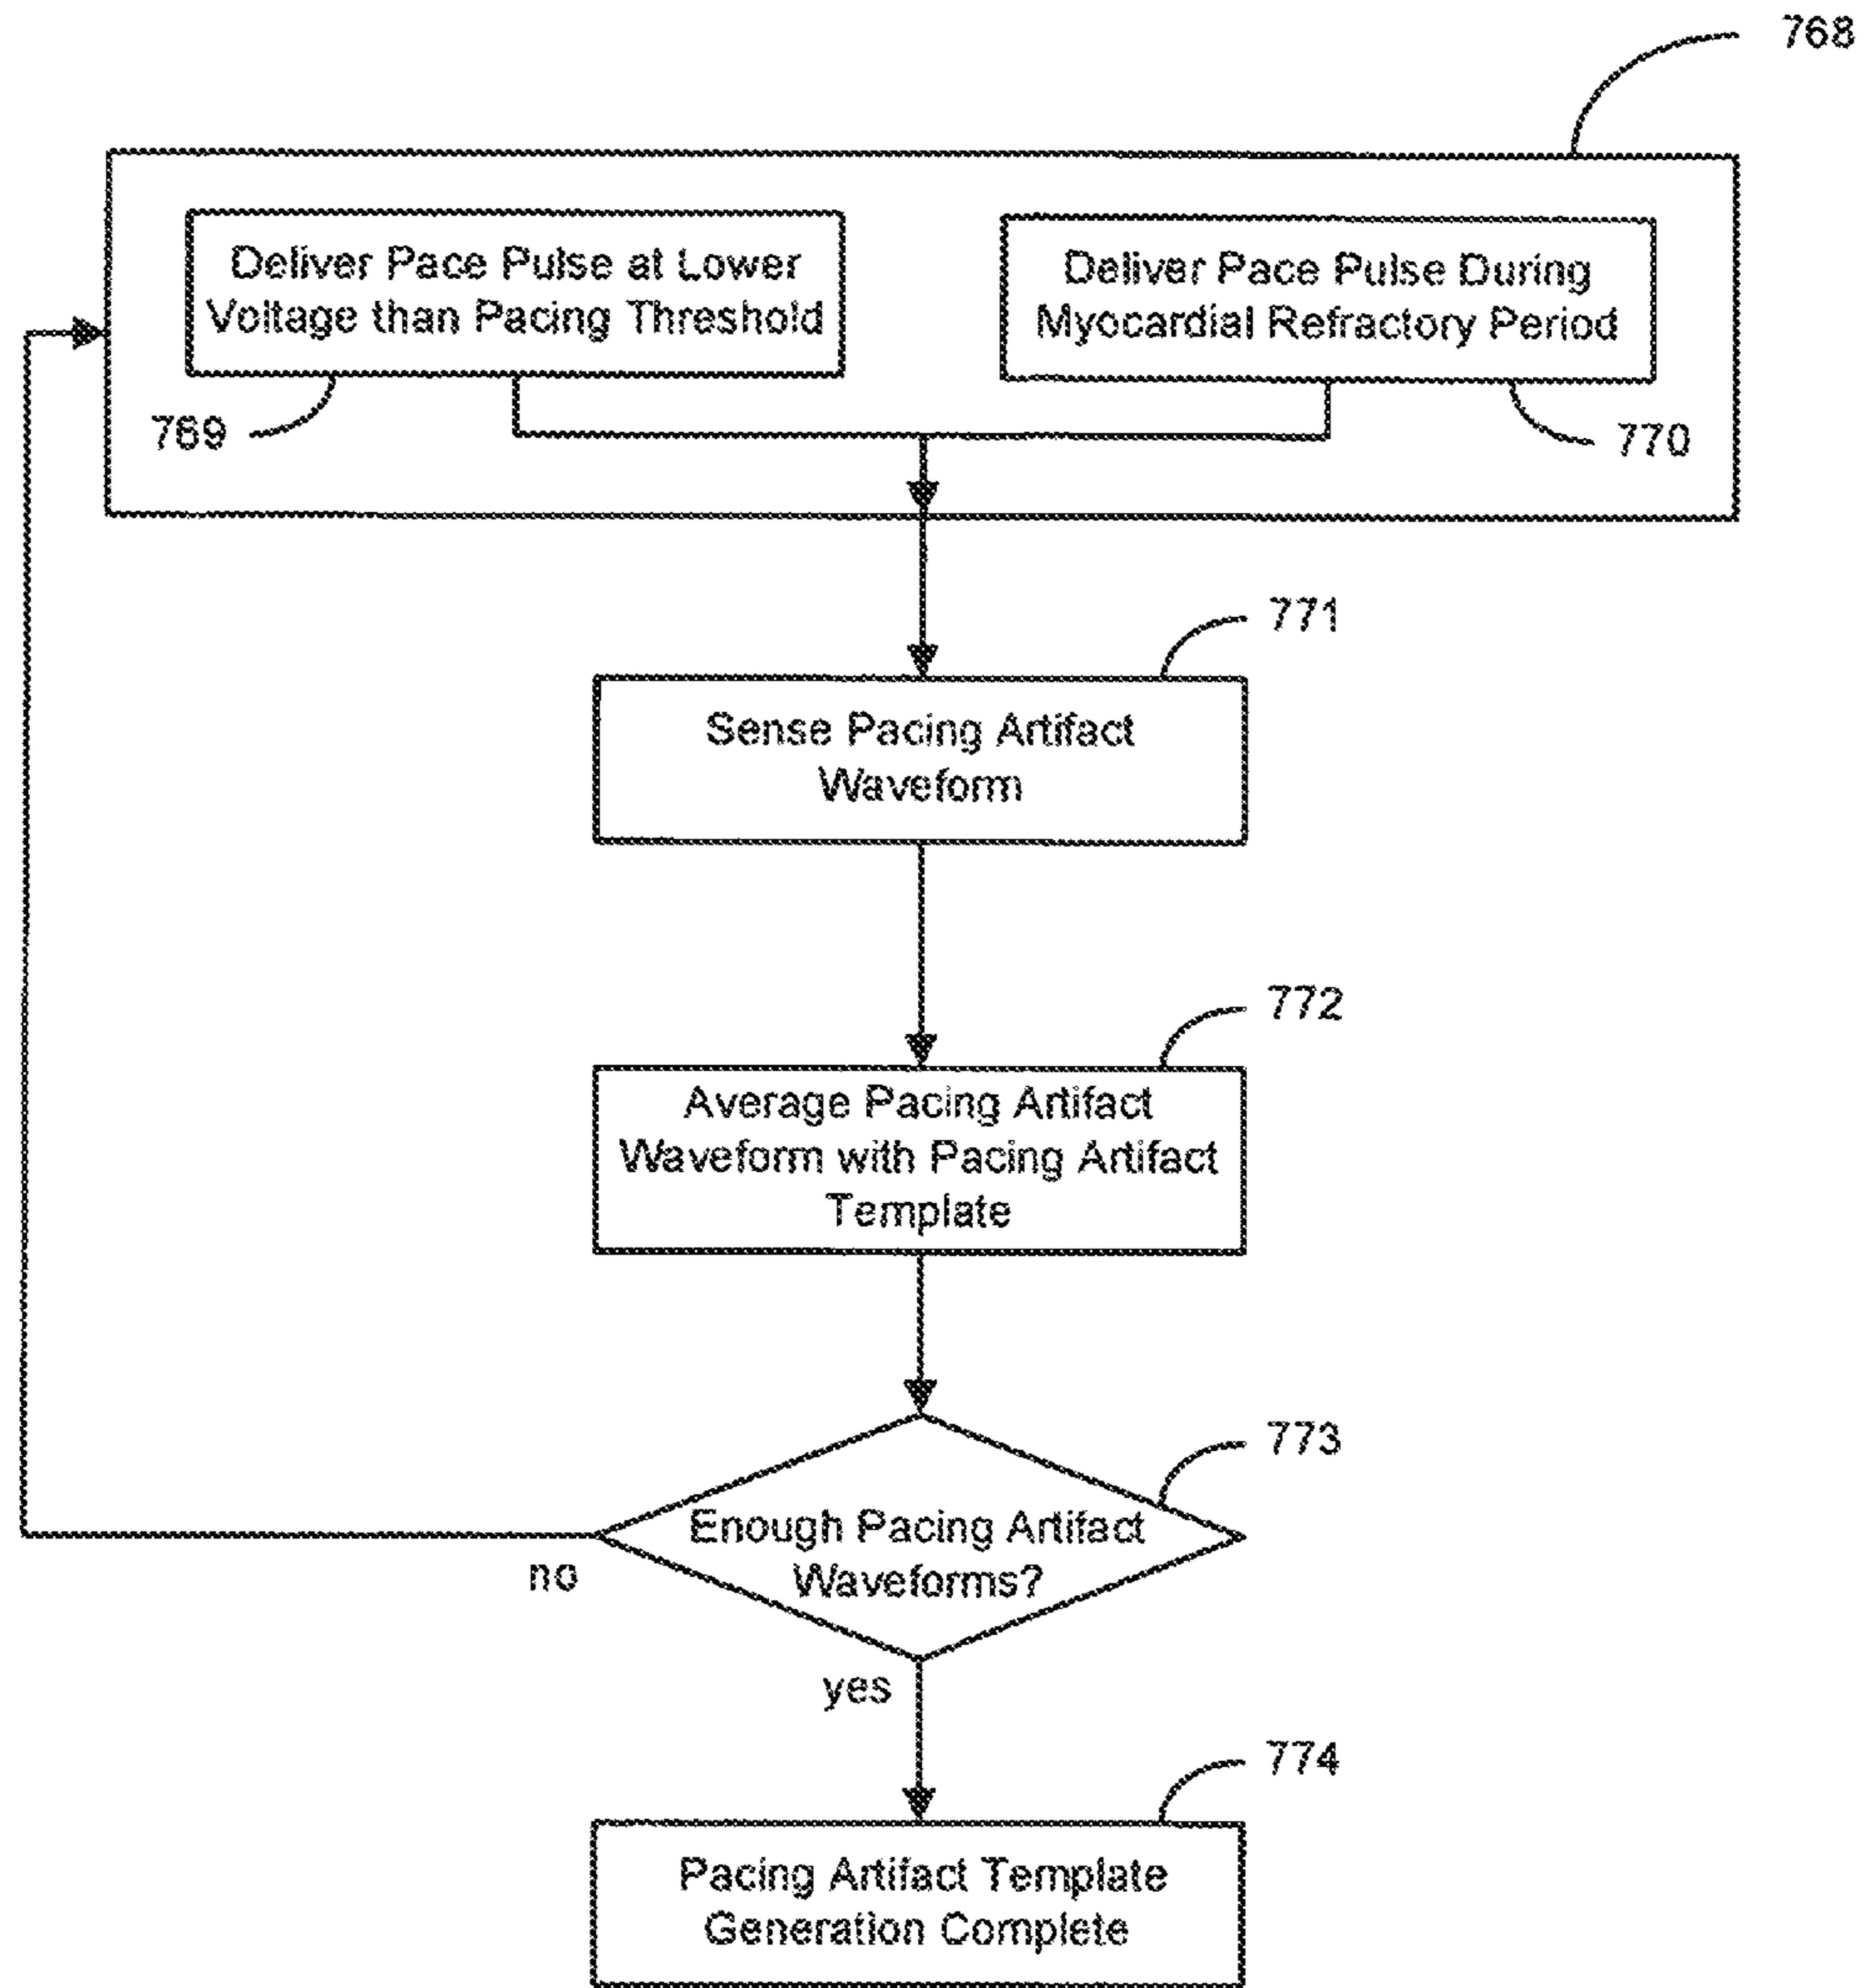 768
Deliver Pace Pulse at Lower
Voltage than Pacing Threshold
Deliver Pace Pulse During
Myocardial Refractory Period
769
770
771
Sense Pacing Artifact
Waveform
772
Average Pacing Artifact
Waveform with Pacing Artifact
Template
773
Enough Pacing Artifact
Waveforms?
no
yes
774
Pacing Artifact Template
Generation Complete